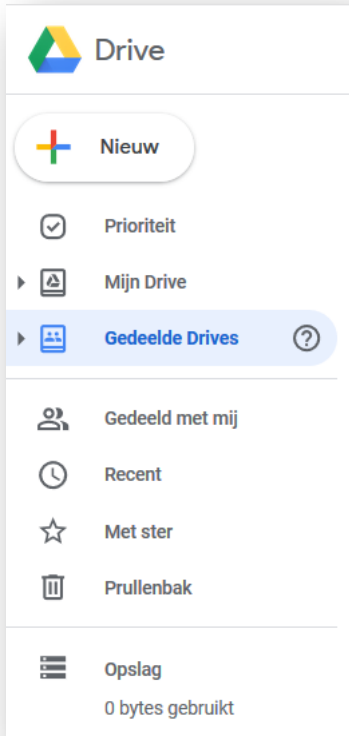 Drive
Nieuw
Prioriteit
Mijn Drive
Gedeelde Drives
Gedeeld met mij
Recent
Met ster
Prullenbak
Opslag
0 bytes gebruikt